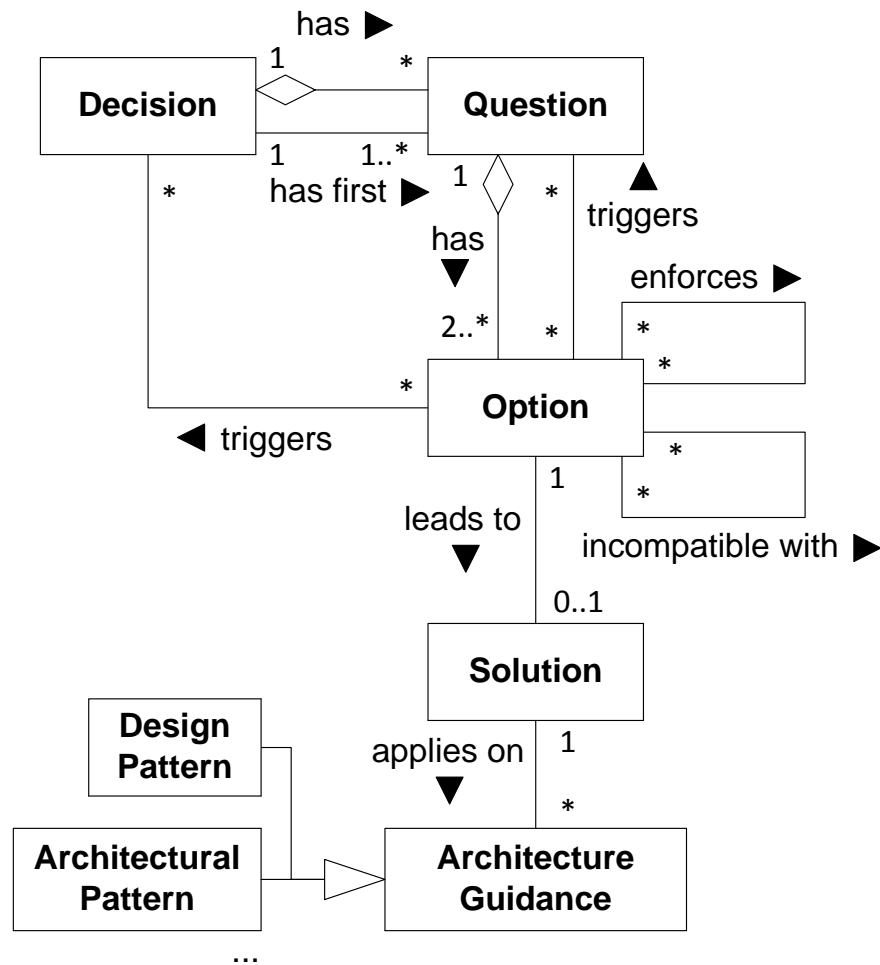 has ►
1
*
Decision
Question
1
1..*
has first ►
*
1
*
▲
triggers
has
▼
enforces ►
2..*
*
*
*
*
Option
◄ triggers
*
*
1
leads to
▼
incompatible with ►
0..1
Solution
Design
Pattern
applies on
▼
1
*
Architectural
Pattern
Architecture
Guidance
...